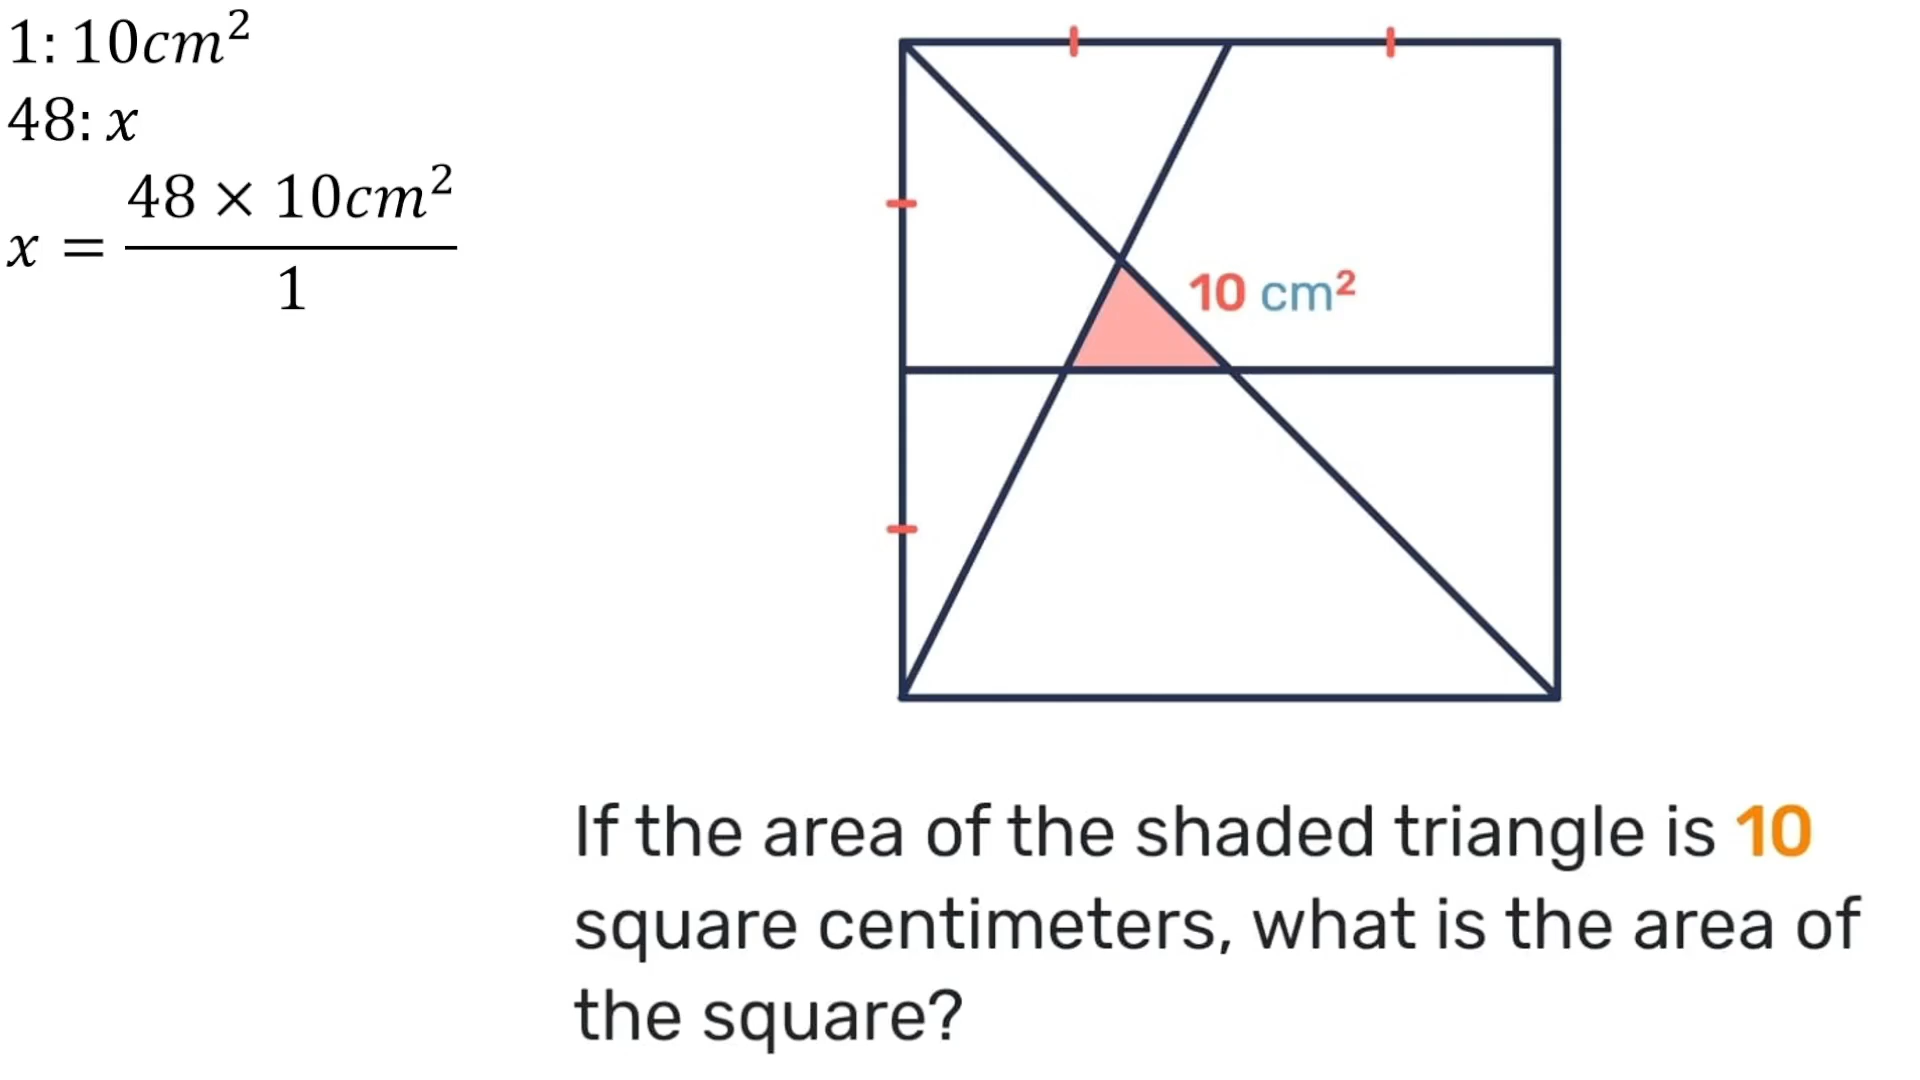 1: 10cm²
48: x
x = \frac{48 × 10cm²}{1}
10 cm²
If the area of the shaded triangle is 10
square centimeters, what is the area of
the square?